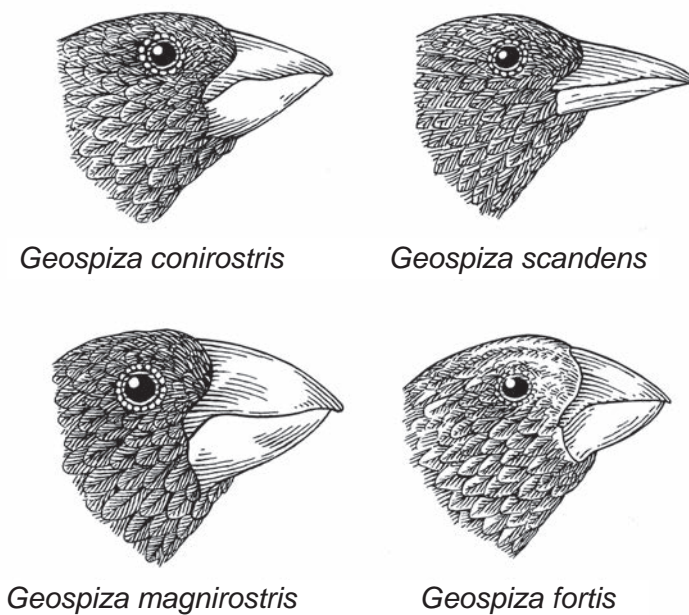 Geospiza conirostris
Geospiza scandens
Geospiza magnirostris
Geospiza fortis